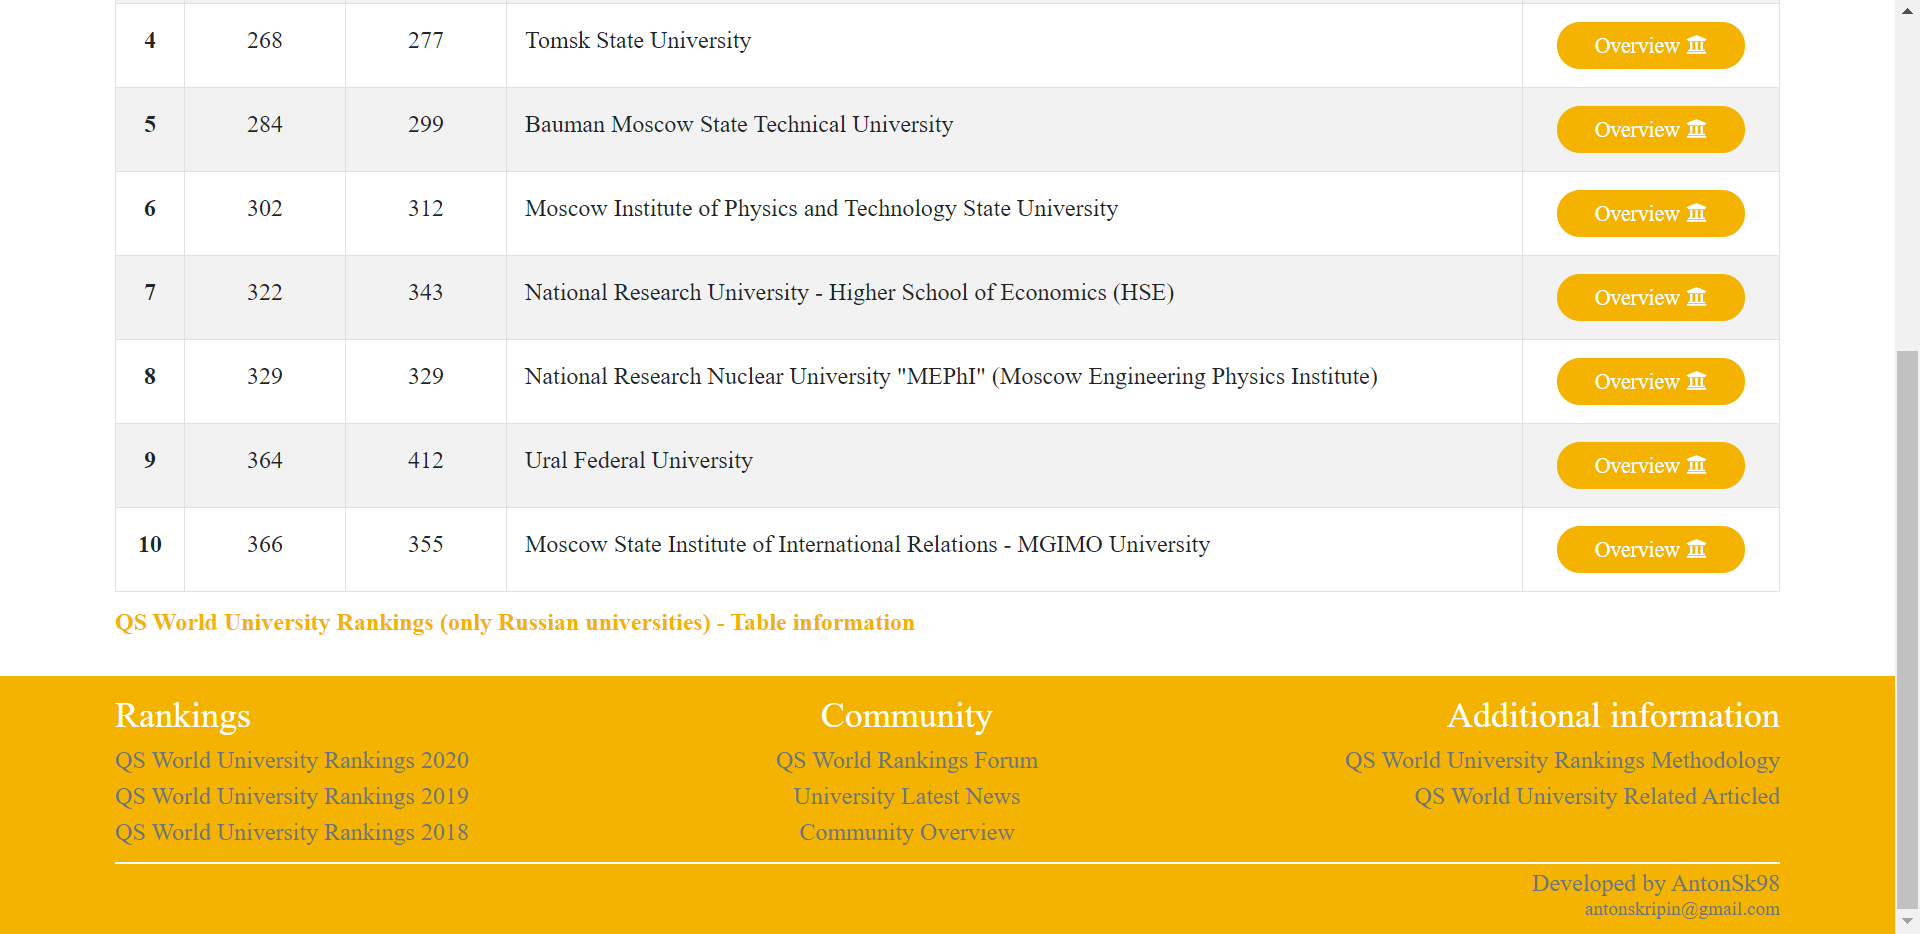 4 268 277 Tomsk State University Overview
5 284 299 Bauman Moscow State Technical University Overview
6 302 312 Moscow Institute of Physics and Technology State University Overview
7 322 343 National Research University - Higher School of Economics (HSE) Overview
8 329 329 National Research Nuclear University "MEPhI" (Moscow Engineering Physics Institute) Overview
9 364 412 Ural Federal University Overview
10 366 355 Moscow State Institute of International Relations - MGIMO University Overview
QS World University Rankings (only Russian universities) - Table information
Rankings
QS World University Rankings 2020
QS World University Rankings 2019
QS World University Rankings 2018
Community
QS World Rankings Forum
University Latest News
Community Overview
Additional information
QS World University Rankings Methodology
QS World University Related Articled
Developed by AntonSk98
antonskripin@gmail.com